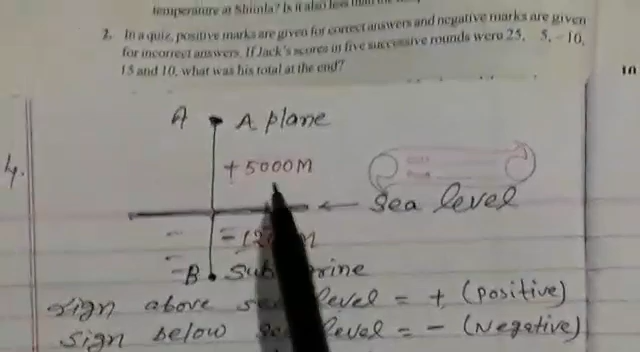 temperature at Shimla? Is it also less than the
2. In a quiz, positive marks are given for correct answers and negative marks are given
for incorrect answers. If Jack's scores in five successive rounds were 25, 5, -10,
15 and 10, what was his total at the end?
10
A A plane
4. +5000M
Sea level
M
-B
sign above level = + (Positive)
sign below level = - (Negative)